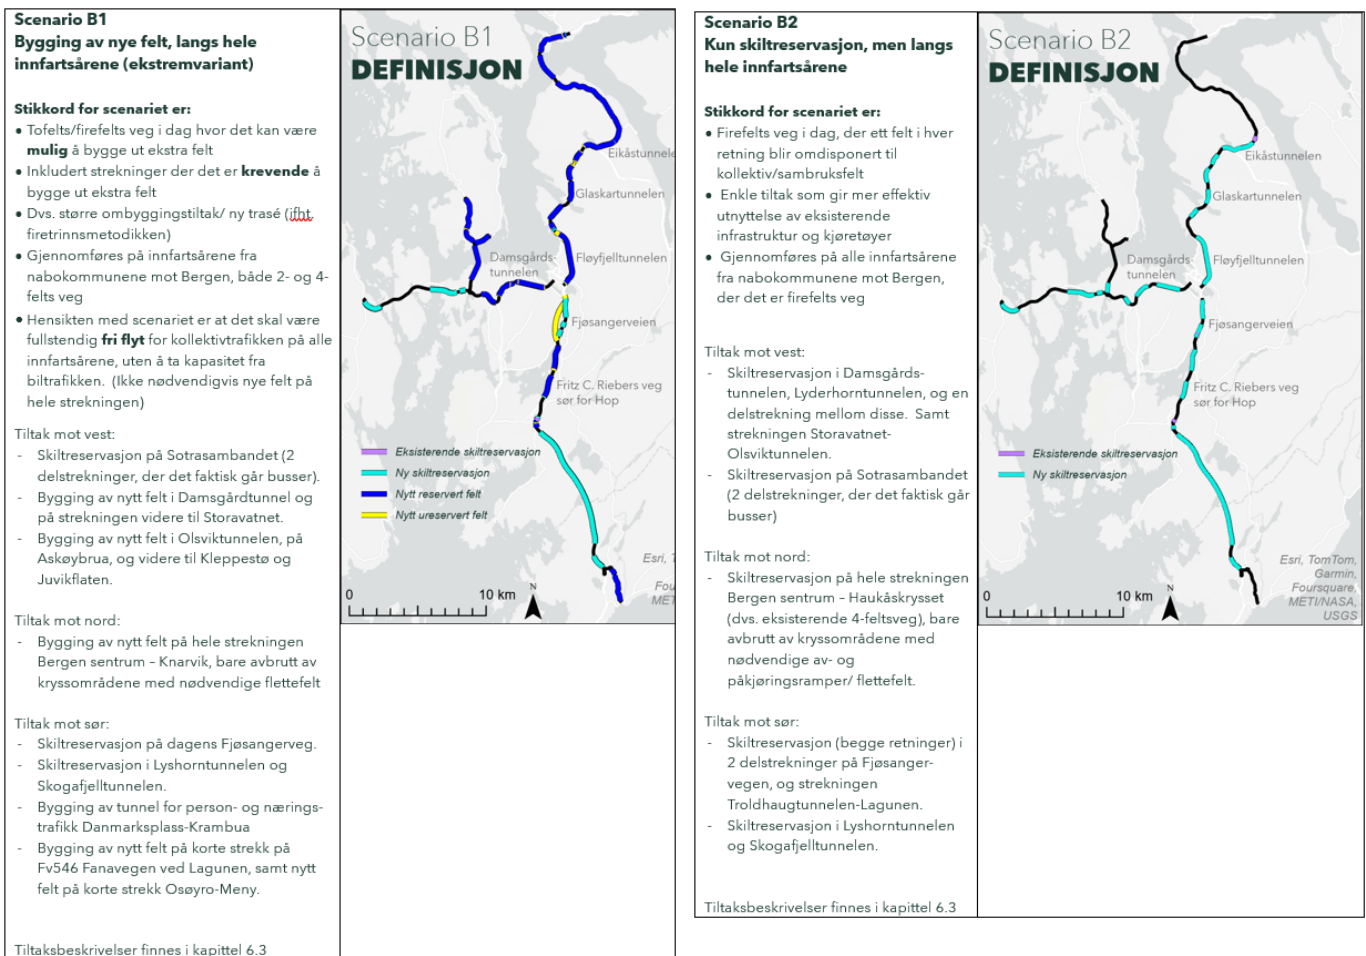 Scenario B1
Bygging av nye felt, langs hele
innfartsårene (ekstremvariant)
Stikkord for scenariet er:
• Tofelts/firefelts veg i dag hvor det kan være
mulig å bygge ut ekstra felt
• Inkludert strekninger der det er krevende å
bygge ut ekstra felt
• Dvs. større ombyggingstiltak/ ny trasé (ifht.
firetrinnsmetodikken)
• Gjennomføres på innfartsårene fra
nabokommunene mot Bergen, både 2- og 4-
felts veg
• Hensikten med scenariet er at det skal være
fullstendig fri flyt for kollektivtrafikken på alle
innfartsårene, uten å ta kapasitet fra
biltrafikken. (Ikke nødvendigvis nye felt på
hele strekningen)
Tiltak mot vest:
- Skiltreservasjon på Sotrasambandet (2
delstrekninger, der det faktisk går busser).
- Bygging av nytt felt i Damsgårdtunnel og
på strekningen videre til Storavatnet.
- Bygging av nytt felt i Olsviktunnelen, på
Askøybrua, og videre til Kleppestø og
Juvikflaten.
Tiltak mot nord:
- Bygging av nytt felt på hele strekningen
Bergen sentrum – Knarvik, bare avbrutt av
kryssområdene med nødvendige flettefelt
Tiltak mot sør:
- Skiltreservasjon på dagens Fjøsangerveg.
- Skiltreservasjon i Lyshorntunnelen og
Skogafjelltunnelen.
- Bygging av tunnel for person- og nærings-
trafikk Danmarksplass-Krambua
- Bygging av nytt felt på korte strekk på
Fv546 Fanavegen ved Lagunen, samt nytt
felt på korte strekk Osøyro-Meny.
Tiltaksbeskrivelser finnes i kapittel 6.3
Scenario B1
DEFINISJON
Eikåstunnele
Glaskartunnelen
Damsgårds-
tunnelen
Fløyfjelltunnelen
Fjøsangerveien
Fritz C. Riebers veg
sør for Hop
Eksisterende skiltreservasjon
Ny skiltreservasjon
Nytt reservert felt
Nytt ureservert felt
Esri, T
Fou
MET
0
10 km
N
Scenario B2
Kun skiltreservasjon, men langs
hele innfartsårene
Stikkord for scenariet er:
• Firefelts veg i dag, der ett felt i hver
retning blir omdisponert til
kollektiv/sambruksfelt
• Enkle tiltak som gir mer effektiv
utnyttelse av eksisterende
infrastruktur og kjøretøyer
• Gjennomføres på alle innfartsårene
fra nabokommunene mot Bergen,
der det er firefelts veg
Tiltak mot vest:
- Skiltreservasjon i Damsgårds-
tunnelen, Lyderhorntunnelen, og en
delstrekning mellom disse. Samt
strekningen Storavatnet-
Olsviktunnelen.
- Skiltreservasjon på Sotrasambandet
(2 delstrekninger, der det faktisk går
busser)
Tiltak mot nord:
- Skiltreservasjon på hele strekningen
Bergen sentrum – Haukåskrysset
(dvs. eksisterende 4-feltsveg), bare
avbrutt av kryssområdene med
nødvendige av- og
påkjøringsramper/ flettefelt.
Tiltak mot sør:
- Skiltreservasjon (begge retninger) i
2 delstrekninger på Fjøsanger-
vegen, og strekningen
Troldhaugtunnelen-Lagunen.
- Skiltreservasjon i Lyshorntunnelen
og Skogafjelltunnelen.
Tiltaksbeskrivelser finnes i kapittel 6.3
Scenario B2
DEFINISJON
Eikåstunnelen
Glaskartunnelen
Damsgårds-
tunnelen
Fløyfjelltunnelen
Fjøsangerveien
Fritz C. Riebers veg
sør for Hop
Eksisterende skiltreservasjon
Ny skiltreservasjon
Esri, TomTom,
Garmin,
Foursquare,
METI/NASA,
USGS
0
10 km
N